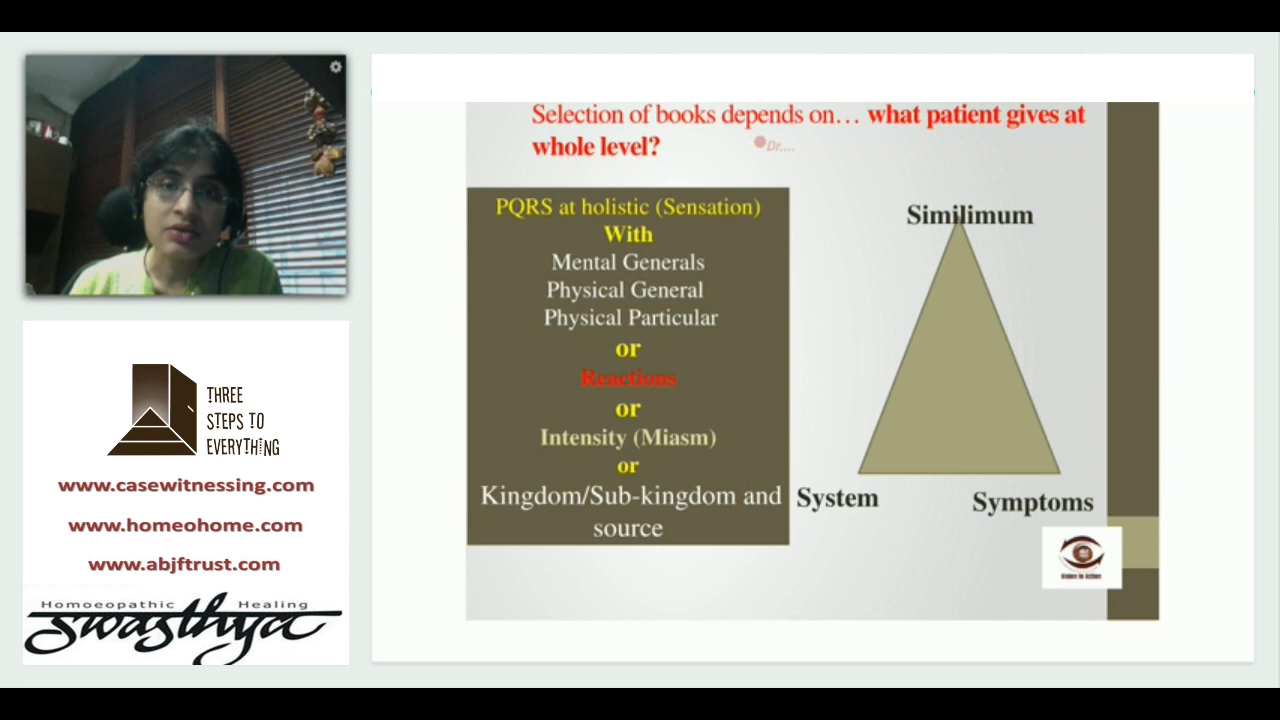 Selection of books depends on… what patient gives at
whole level?
Dr....
PQRS at holistic (Sensation)
With
Mental Generals
Physical General
Physical Particular
or
Reactions
or
Intensity (Miasm)
or
Kingdom/Sub-kingdom and
source
Similimum
System
Symptoms
THREE
STEPS TO
EVERYTHING
www.casewitnessing.com
www.homeohome.com
www.abjftrust.com
Homoeopathic Healing
swasthya